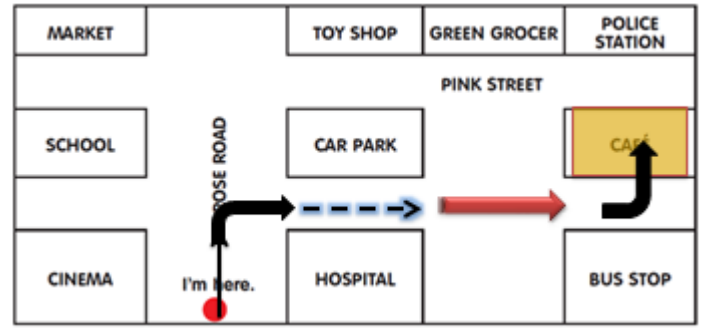 MARKET
TOY SHOP
GREEN GROCER
POLICE
STATION
PINK STREET
SCHOOL
ROSE ROAD
CAR PARK
CAFÉ
CINEMA
I'm here.
HOSPITAL
BUS STOP